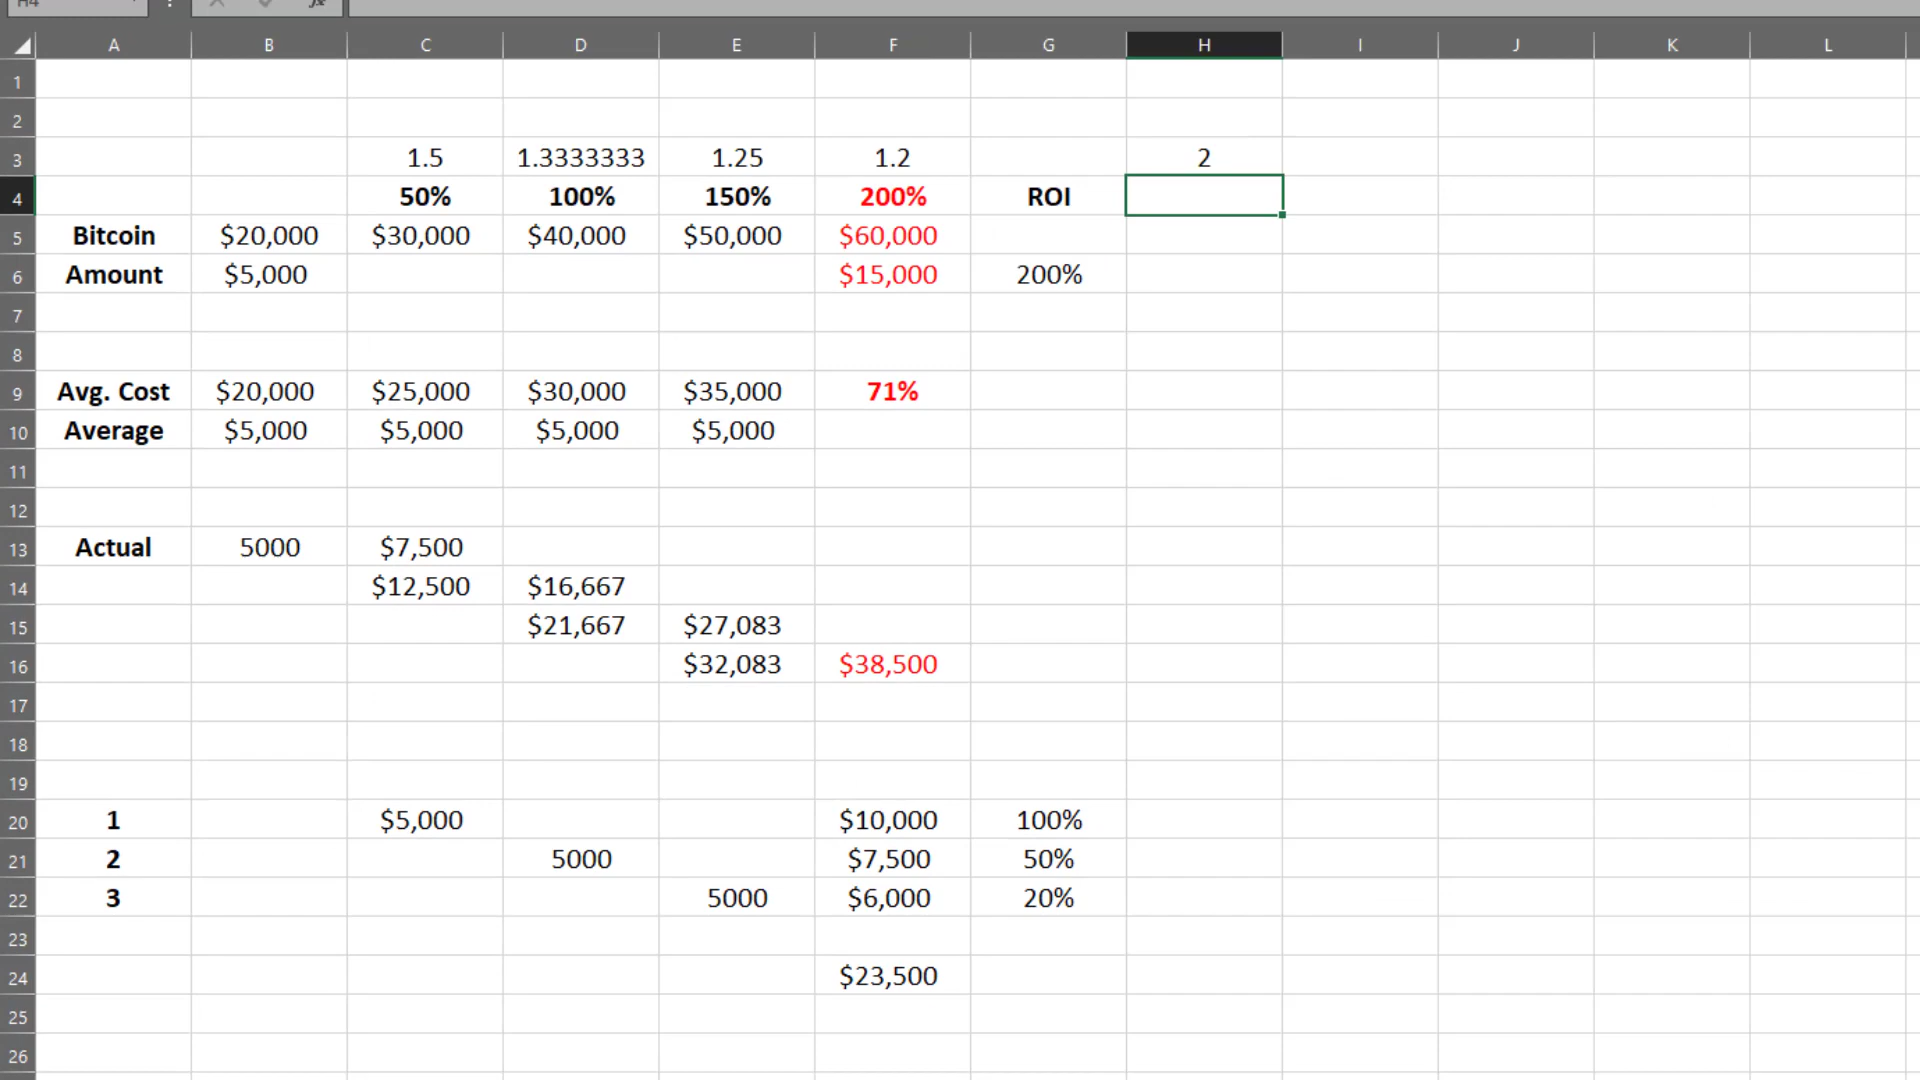 H4 fx
A B C D E F G H I J K L
1
2
3 1.5 1.3333333 1.25 1.2 2
4 50% 100% 150% 200% ROI
5 Bitcoin $20,000 $30,000 $40,000 $50,000 $60,000
6 Amount $5,000 $15,000 200%
7
8
9 Avg. Cost $20,000 $25,000 $30,000 $35,000 71%
10 Average $5,000 $5,000 $5,000 $5,000
11
12
13 Actual 5000 $7,500
14 $12,500 $16,667
15 $21,667 $27,083
16 $32,083 $38,500
17
18
19
20 1 $5,000 $10,000 100%
21 2 5000 $7,500 50%
22 3 5000 $6,000 20%
23
24 $23,500
25
26